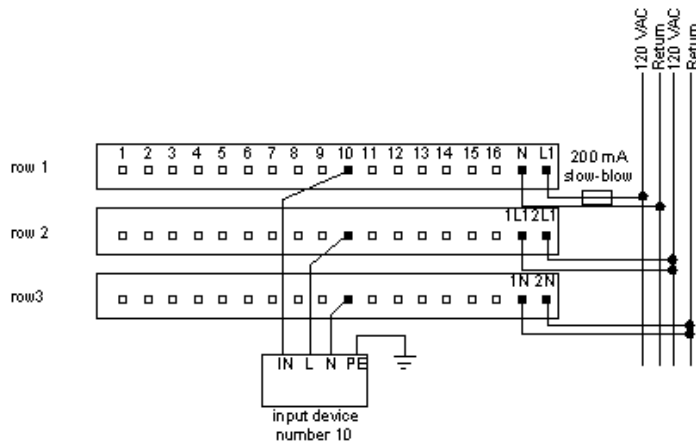 120 VAC
Return
120 VAC
Return
1 2 3 4 5 6 7 8 9 10 11 12 13 14 15 16 N L1
200 mA
slow-blow
row 1
1L1 2L1
row 2
1N 2N
row3
IN L N PE
input device
number 10